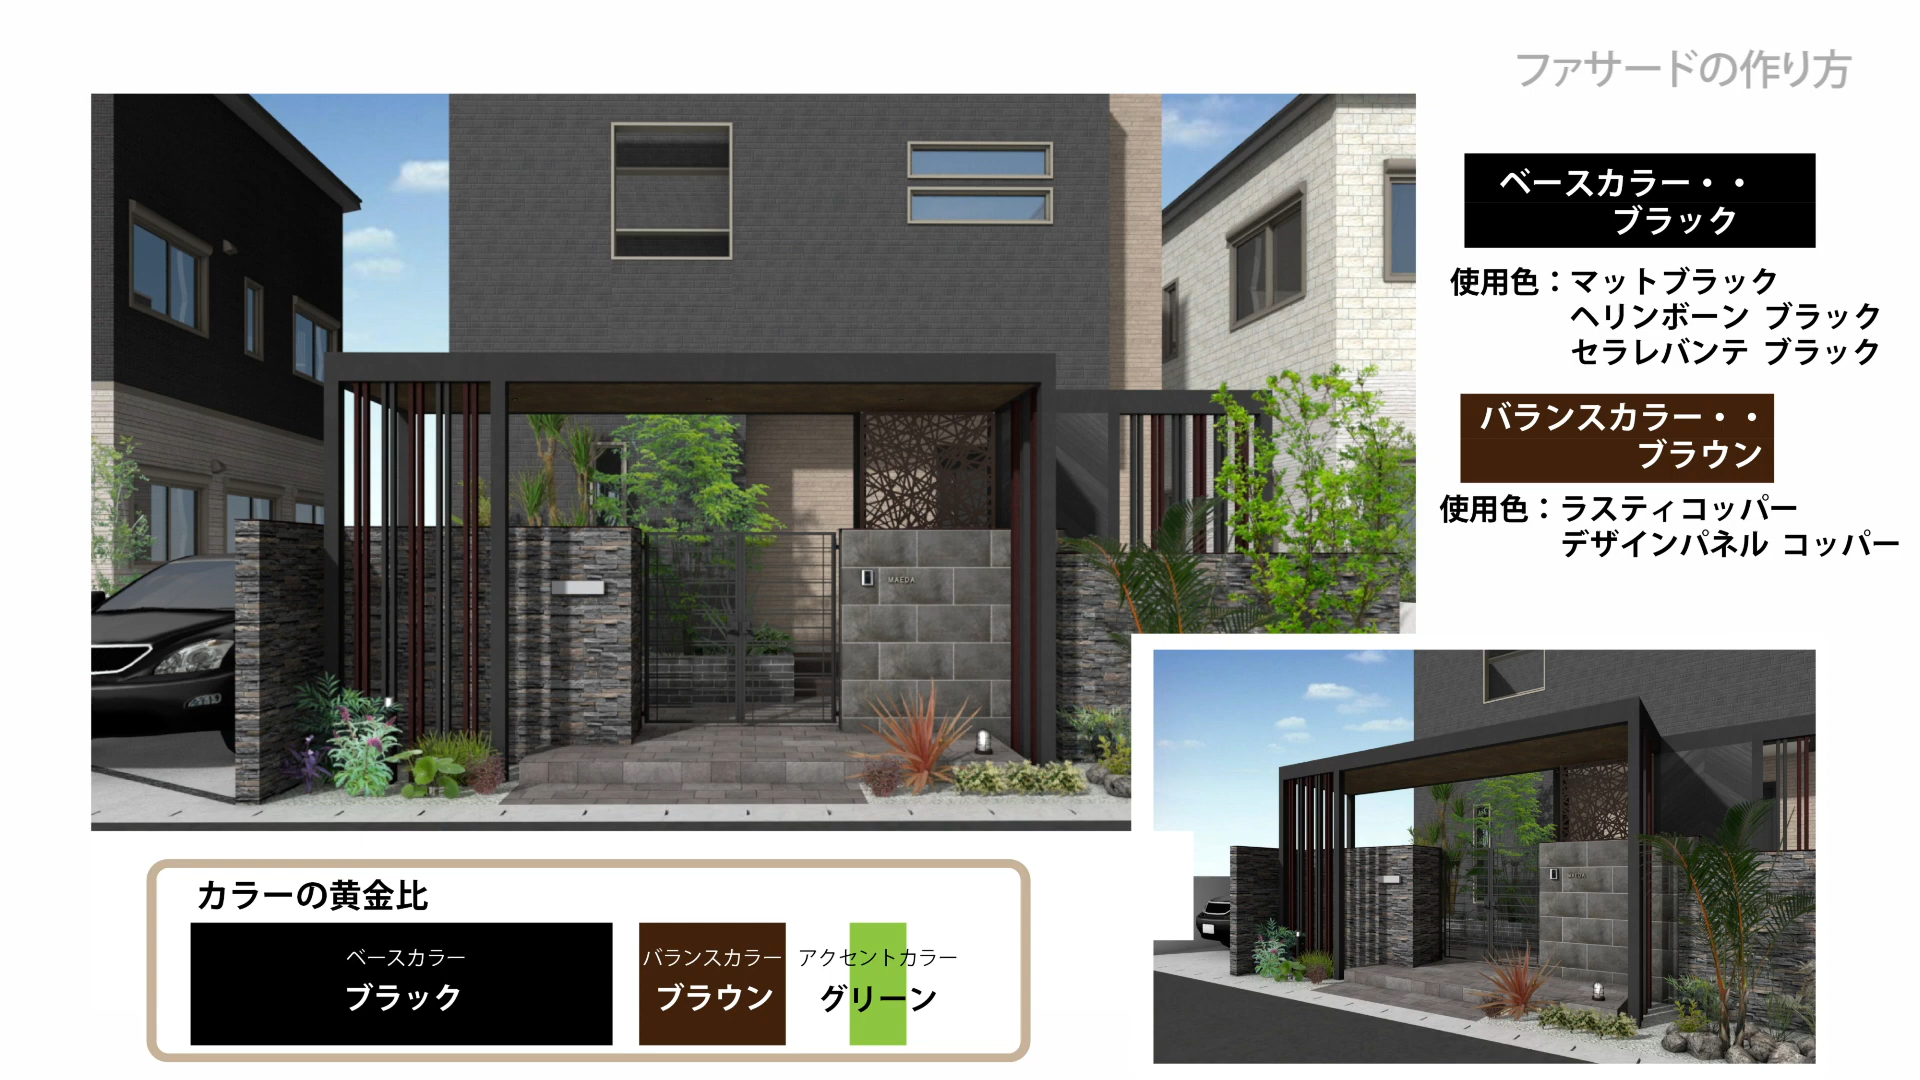 ファサードの作り方
ベースカラー・・
ブラック
使用色：マットブラック
ヘリンボーン ブラック
セラレバンテ ブラック
バランスカラー・・
ブラウン
使用色：ラスティコッパー
デザインパネル コッパー
MAEDA
MAEDA
カラーの黄金比
ベースカラー
ブラック
バランスカラー
ブラウン
アクセントカラー
グリーン